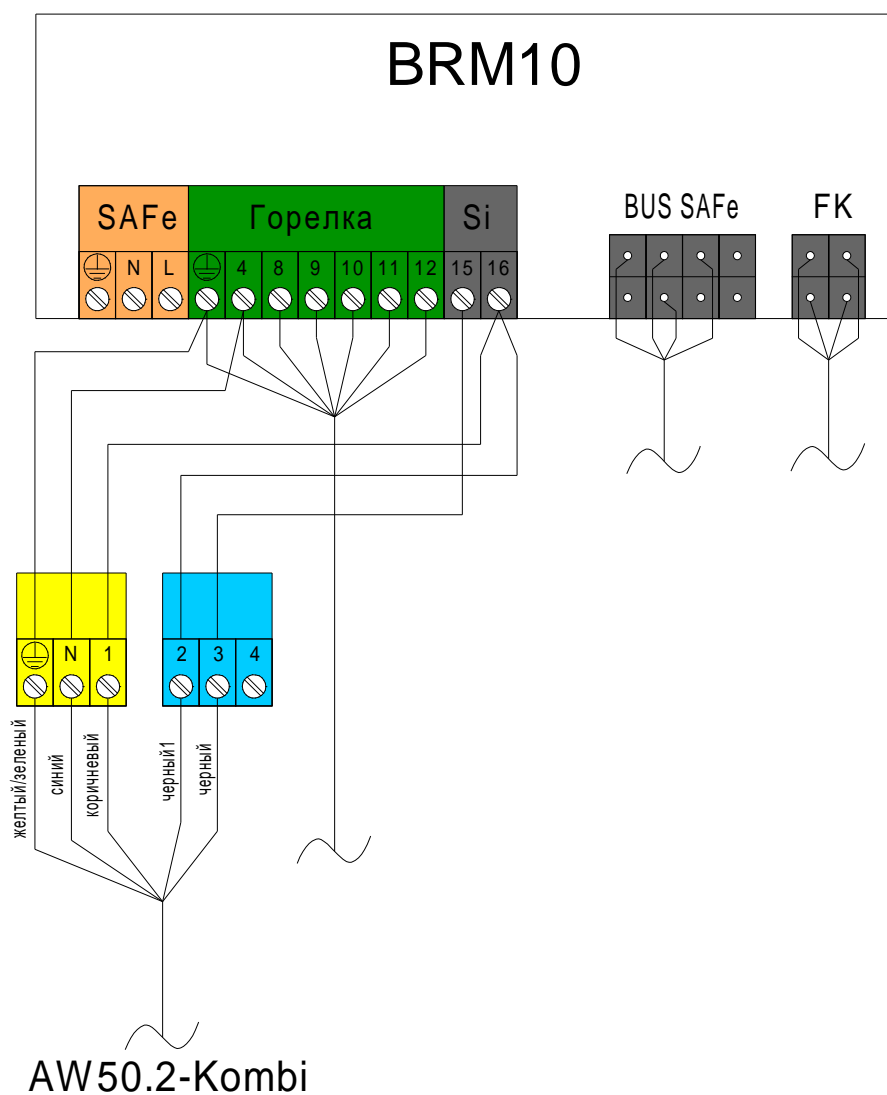 BRM10
SAFe Горелка Si BUS SAFe FK
N L 4 8 9 10 11 12 15 16
N 1 2 3 4
желтый/зеленый
синий
коричневый
черный1
черный
AW50.2-Kombi